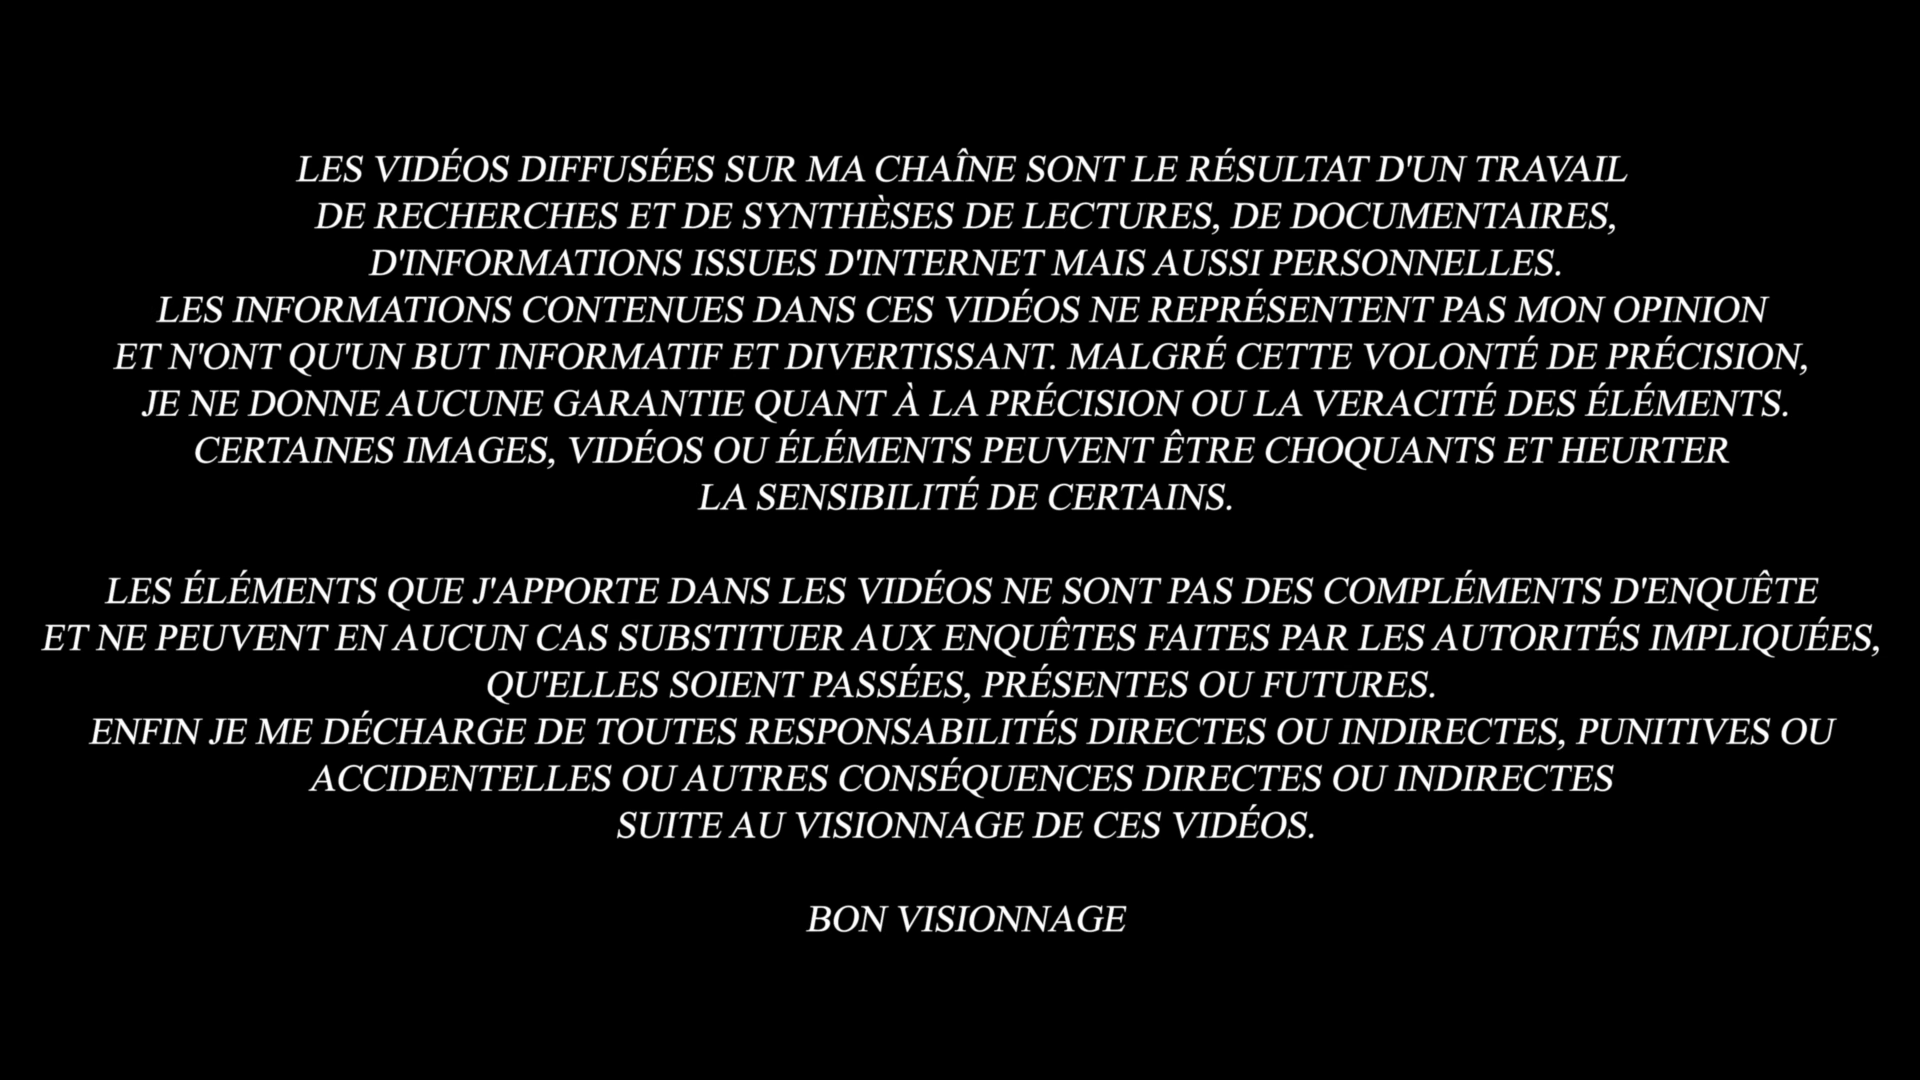 LES VIDÉOS DIFFUSÉES SUR MA CHAÎNE SONT LE RÉSULTAT D'UN TRAVAIL
DE RECHERCHES ET DE SYNTHÈSES DE LECTURES, DE DOCUMENTAIRES,
D'INFORMATIONS ISSUES D'INTERNET MAIS AUSSI PERSONNELLES.
LES INFORMATIONS CONTENUES DANS CES VIDÉOS NE REPRÉSENTENT PAS MON OPINION
ET N'ONT QU'UN BUT INFORMATIF ET DIVERTISSANT. MALGRÉ CETTE VOLONTÉ DE PRÉCISION,
JE NE DONNE AUCUNE GARANTIE QUANT À LA PRÉCISION OU LA VERACITÉ DES ÉLÉMENTS.
CERTAINES IMAGES, VIDÉOS OU ÉLÉMENTS PEUVENT ÊTRE CHOQUANTS ET HEURTER
LA SENSIBILITÉ DE CERTAINS.
LES ÉLÉMENTS QUE J'APPORTE DANS LES VIDÉOS NE SONT PAS DES COMPLÉMENTS D'ENQUÊTE
ET NE PEUVENT EN AUCUN CAS SUBSTITUER AUX ENQUÊTES FAITES PAR LES AUTORITÉS IMPLIQUÉES,
QU'ELLES SOIENT PASSÉES, PRÉSENTES OU FUTURES.
ENFIN JE ME DÉCHARGE DE TOUTES RESPONSABILITÉS DIRECTES OU INDIRECTES, PUNITIVES OU
ACCIDENTELLES OU AUTRES CONSÉQUENCES DIRECTES OU INDIRECTES
SUITE AU VISIONNAGE DE CES VIDÉOS.
BON VISIONNAGE